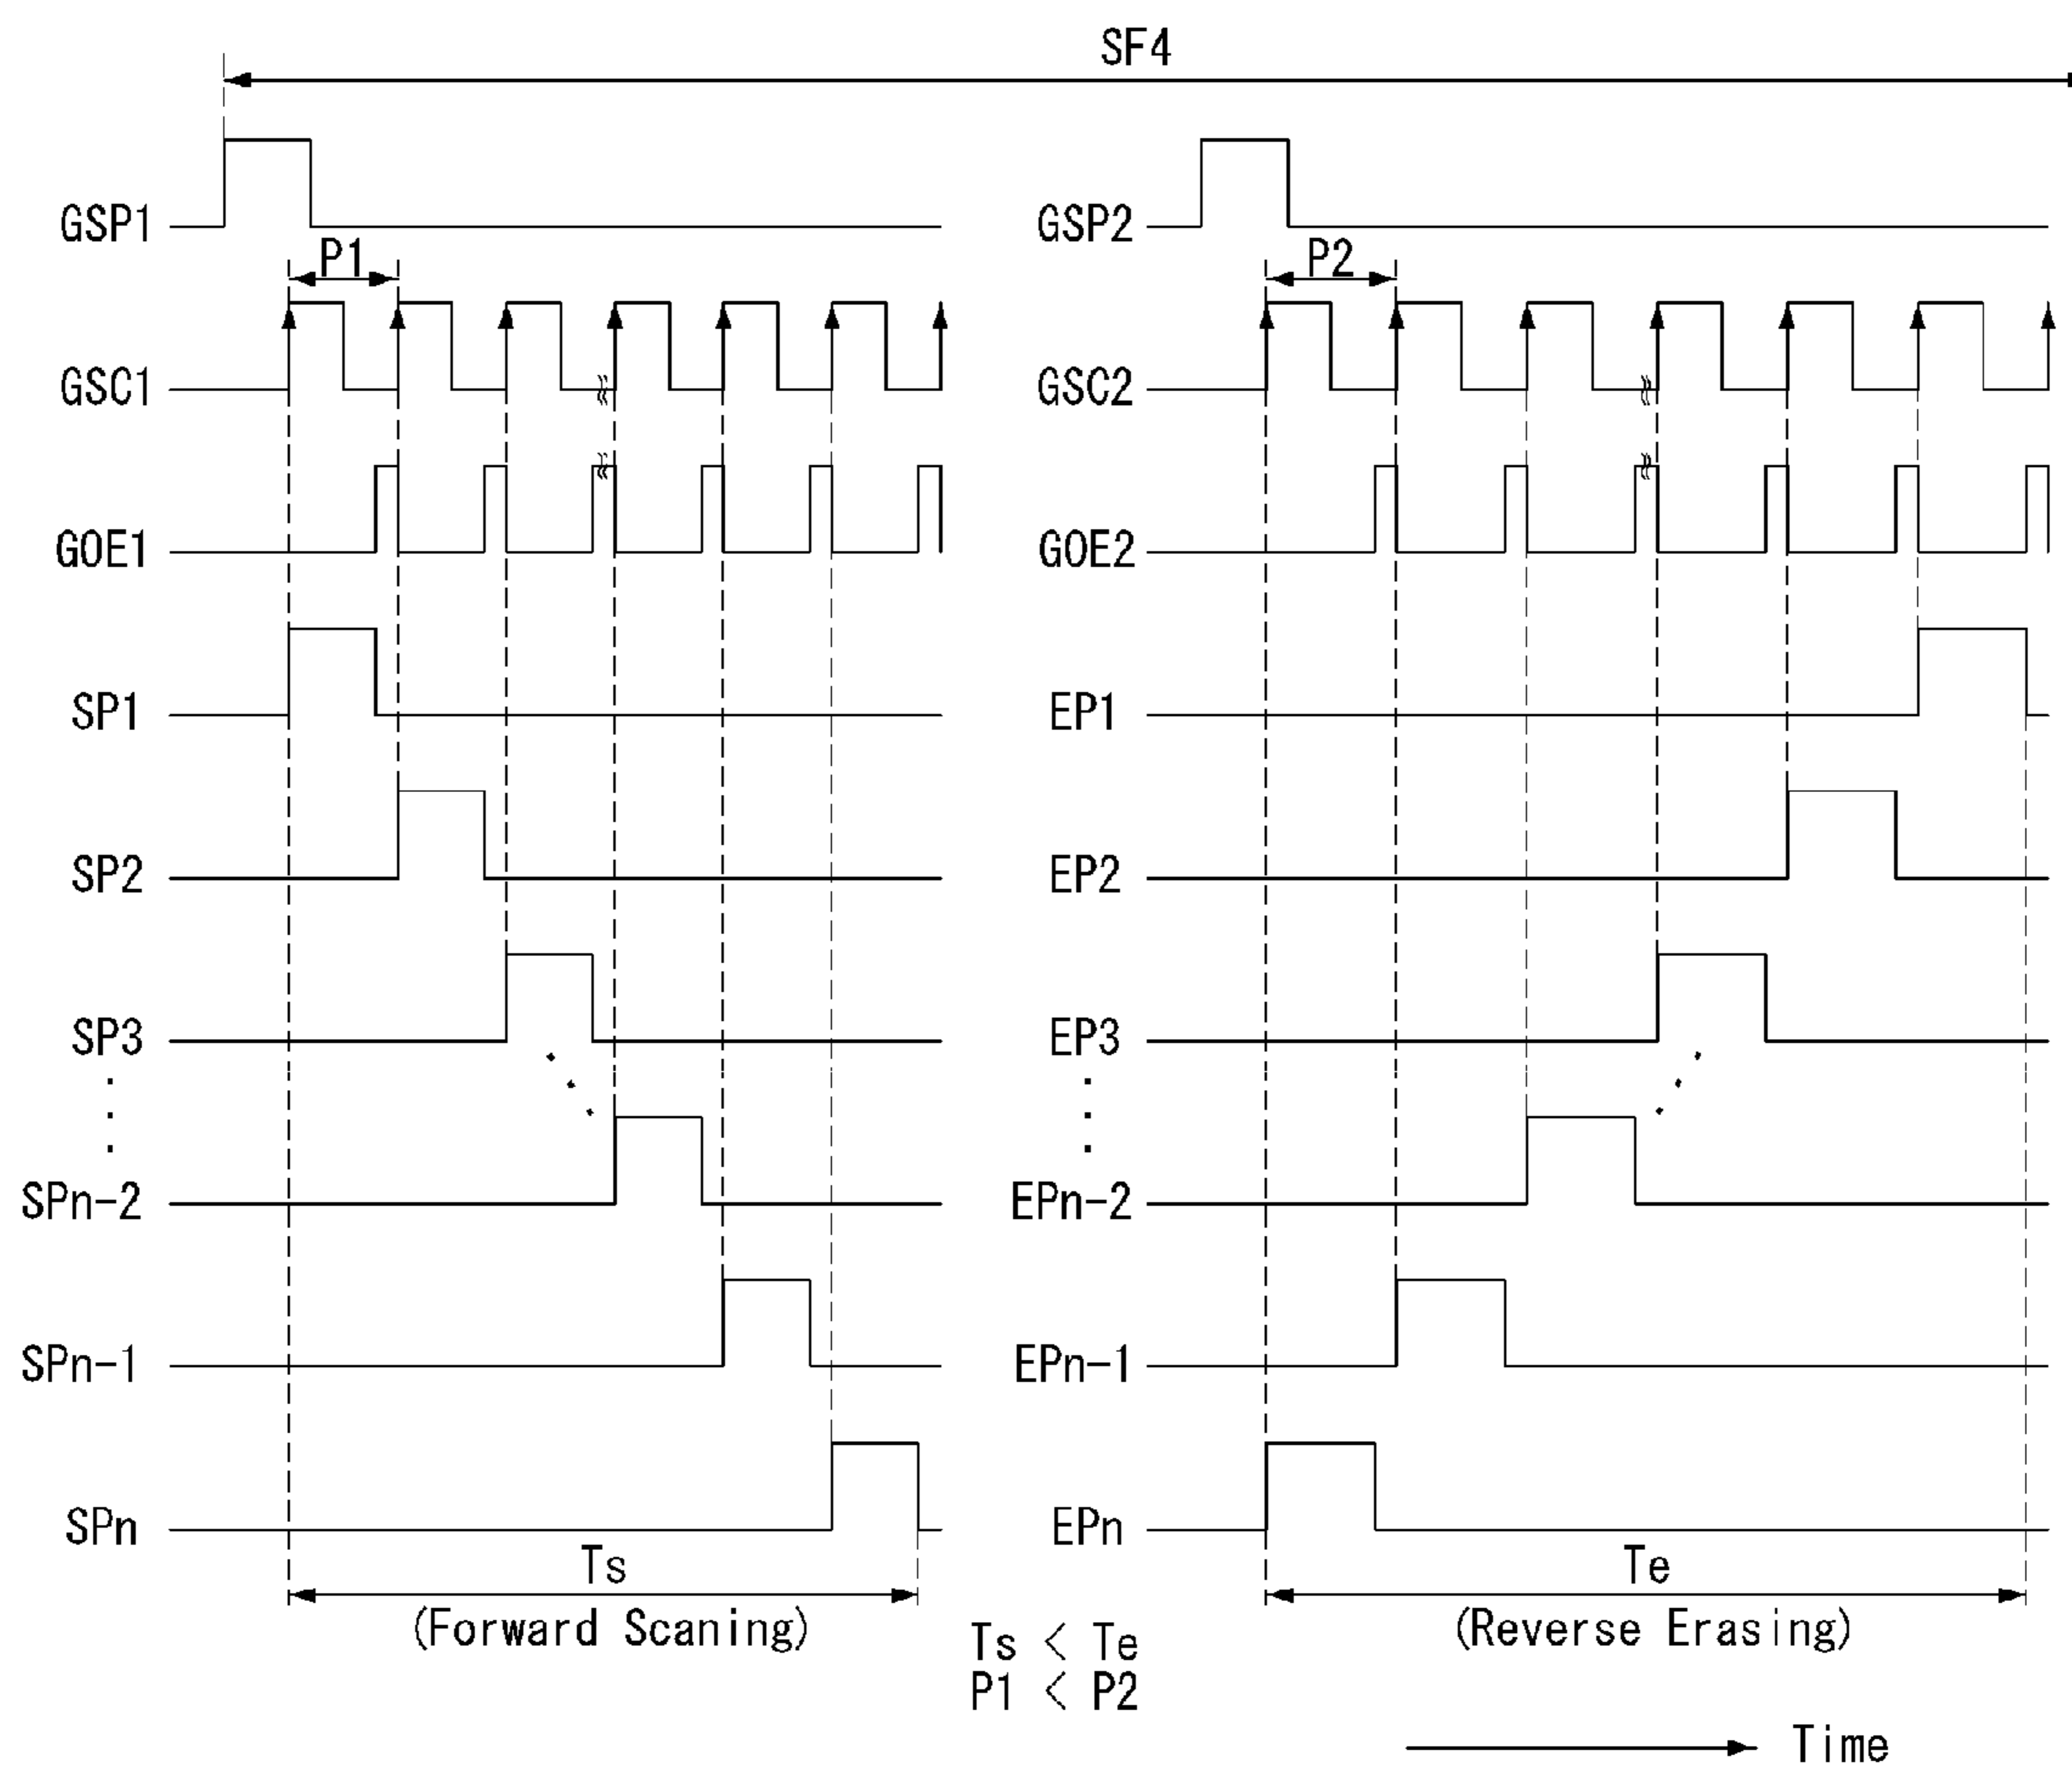 SF4
GSP1
GSP2
P1
P2
GSC1
GSC2
GOE1
GOE2
SP1
EP1
SP2
EP2
SP3
EP3
SPn-2
EPn-2
SPn-1
EPn-1
SPn
EPn
Ts
Te
(Forward Scaning)
(Reverse Erasing)
Ts < Te
P1 < P2
Time